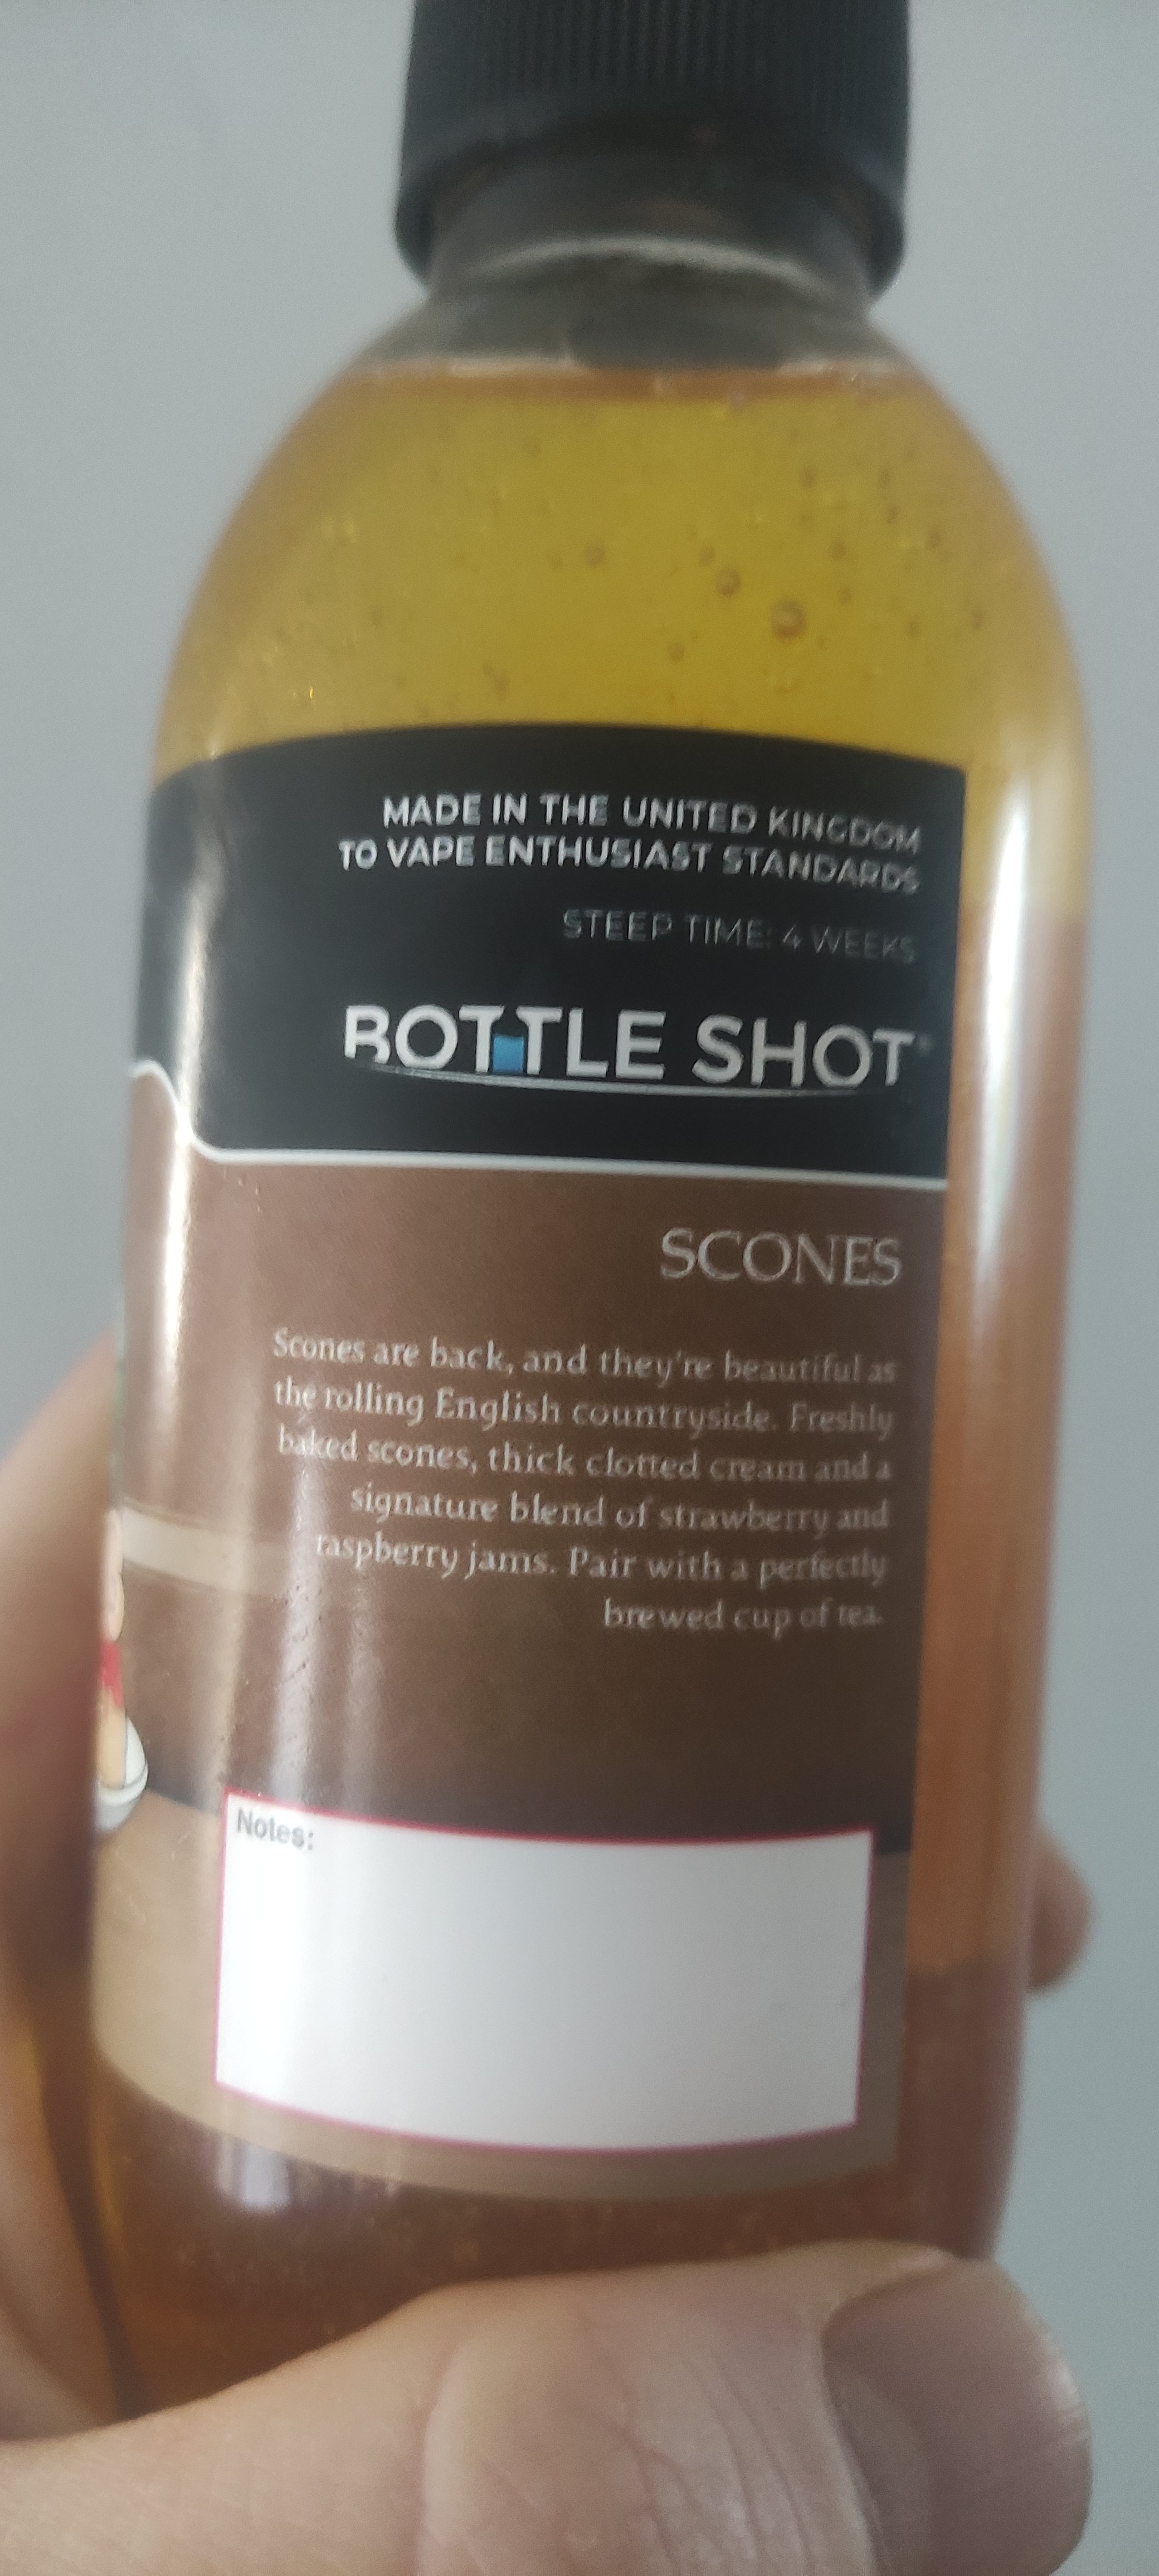 MADE IN THE UNITED KINGDOM
TO VAPE ENTHUSIAST STANDARDS
STEEP TIME: 4 WEEKS
BOTTLE SHOT
SCONES
Scones are back, and they're beautiful as
the rolling English countryside. Freshly
baked scones, thick clotted cream and a
signature blend of strawberry and
raspberry jams. Pair with a perfectly
brewed cup of tea.
Notes: